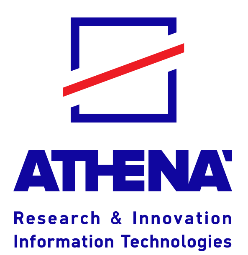 ATHENA
Research & Innovation
Information Technologies